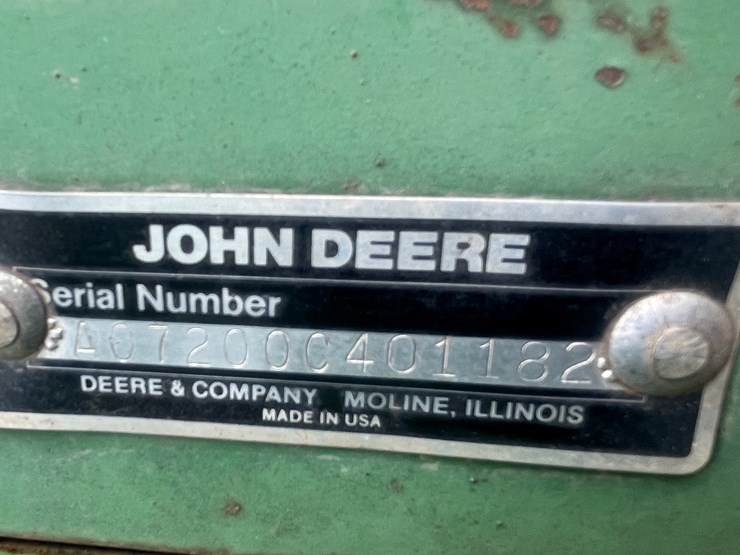 JOHN DEERE
Serial Number
A07200C401182
DEERE & COMPANY MOLINE, ILLINOIS
MADE IN USA